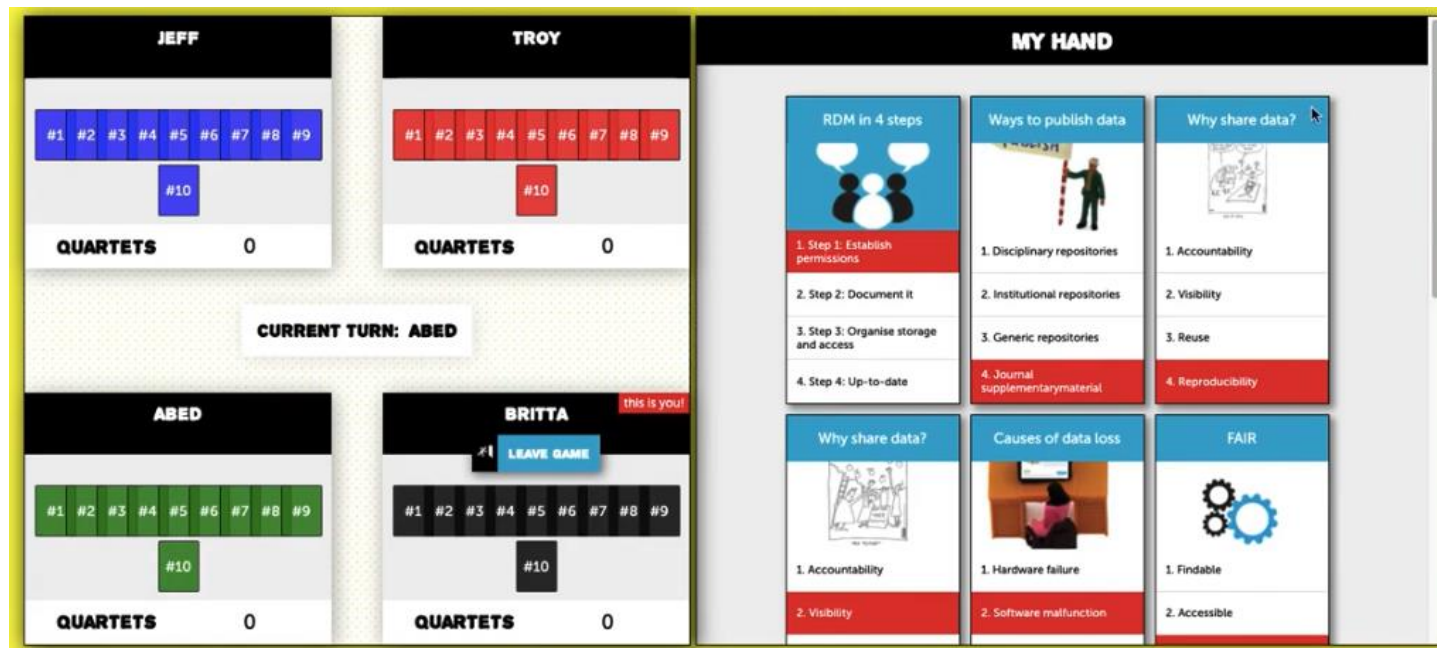 JEFF
#1 #2 #3 #4 #5 #6 #7 #8 #9
#10
QUARTETS 0
TROY
#1 #2 #3 #4 #5 #6 #7 #8 #9
#10
QUARTETS 0
CURRENT TURN: ABED
ABED
#1 #2 #3 #4 #5 #6 #7 #8 #9
#10
QUARTETS 0
this is you!
BRITTA
LEAVE GAME
#1 #2 #3 #4 #5 #6 #7 #8 #9
#10
QUARTETS 0
MY HAND
RDM in 4 steps
1. Step 1: Establish
permissions
2. Step 2: Document it
3. Step 3: Organise storage
and access
4. Step 4: Up-to-date
Ways to publish data
1. Disciplinary repositories
2. Institutional repositories
3. Generic repositories
4. Journal
supplementarymaterial
Why share data?
1. Accountability
2. Visibility
3. Reuse
4. Reproducibility
Why share data?
1. Accountability
2. Visibility
Causes of data loss
1. Hardware failure
2. Software malfunction
FAIR
1. Findable
2. Accessible